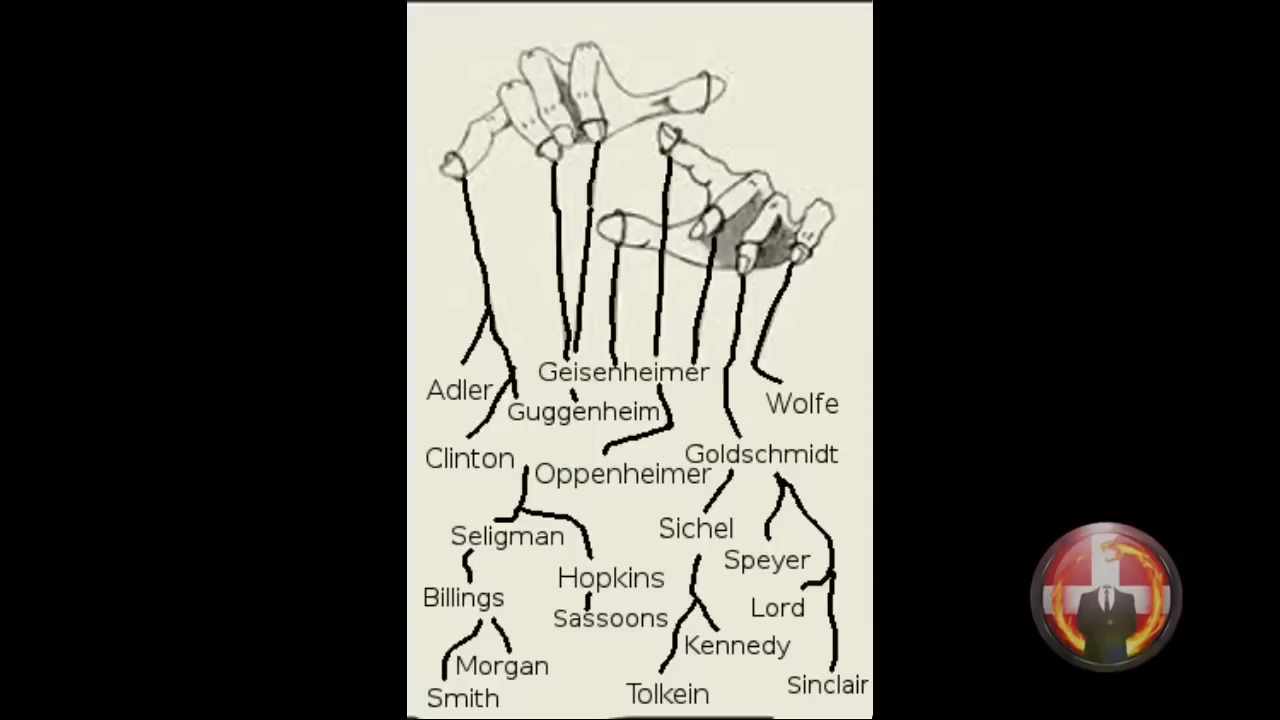 Geisenheimer
Adler
Guggenheim
Wolfe
Clinton
Goldschmidt
Oppenheimer
Sichel
Seligman
Speyer
Hopkins
Billings
Lord
Sassoons
Kennedy
Morgan
Sinclair
Tolkein
Smith